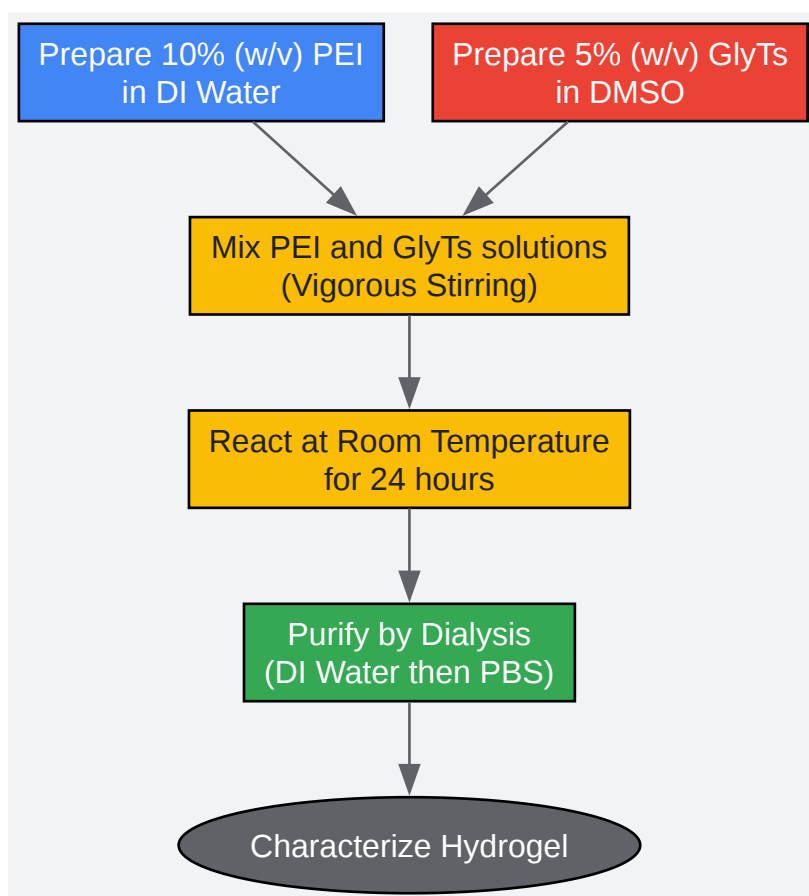 Prepare 10% (w/v) PEI
in DI Water
Prepare 5% (w/v) GlyTs
in DMSO
Mix PEI and GlyTs solutions
(Vigorous Stirring)
React at Room Temperature
for 24 hours
Purify by Dialysis
(DI Water then PBS)
Characterize Hydrogel